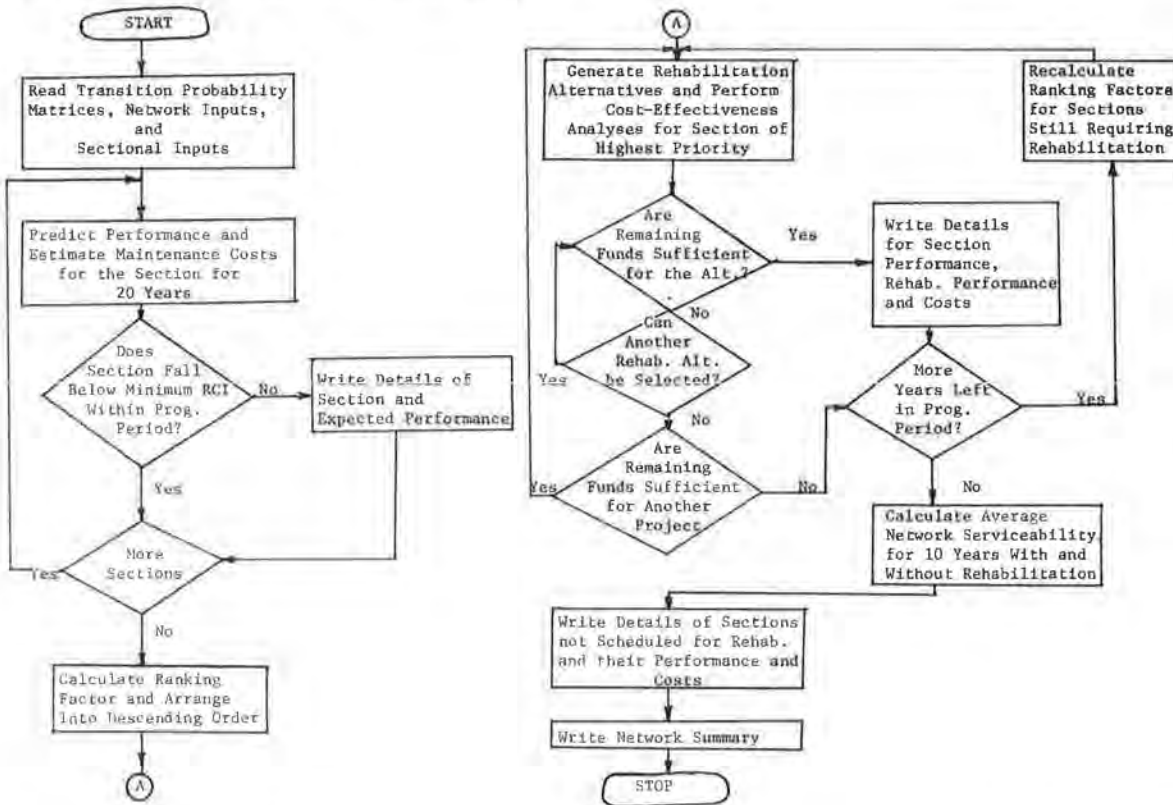 START
Read Transition Probability
Matrices, Network Inputs,
and
Sectional Inputs
Predict Performance and
Estimate Maintenance Costs
for the Section for
20 Years
Does
Section Fall
Below Minimum RCI
Within Prog.
Period?
No
Write Details of
Section and
Expected Performance
Yes
More
Sections
Yes
No
Calculate Ranking
Factor and Arrange
Into Descending Order
A
A
Generate Rehabilitation
Alternatives and Perform
Cost-Effectiveness
Analyses for Section of
Highest Priority
Recalculate
Ranking Factors
for Sections
Still Requiring
Rehabilitation
Are
Remaining
Funds Sufficient
for the Alt.?
Yes
Write Details
for Section
Performance,
Rehab. Performance
and Costs
No
Can
Another
Rehab. Alt.
be Selected?
Yes
No
More
Years Left
in Prog.
Period?
Yes
Are
Remaining
Funds Sufficient
for Another
Project
Yes
No
No
Calculate Average
Network Serviceability
for 10 Years With and
Without Rehabilitation
Write Details of Sections
not Scheduled for Rehab.
and their Performance and
Costs
Write Network Summary
STOP